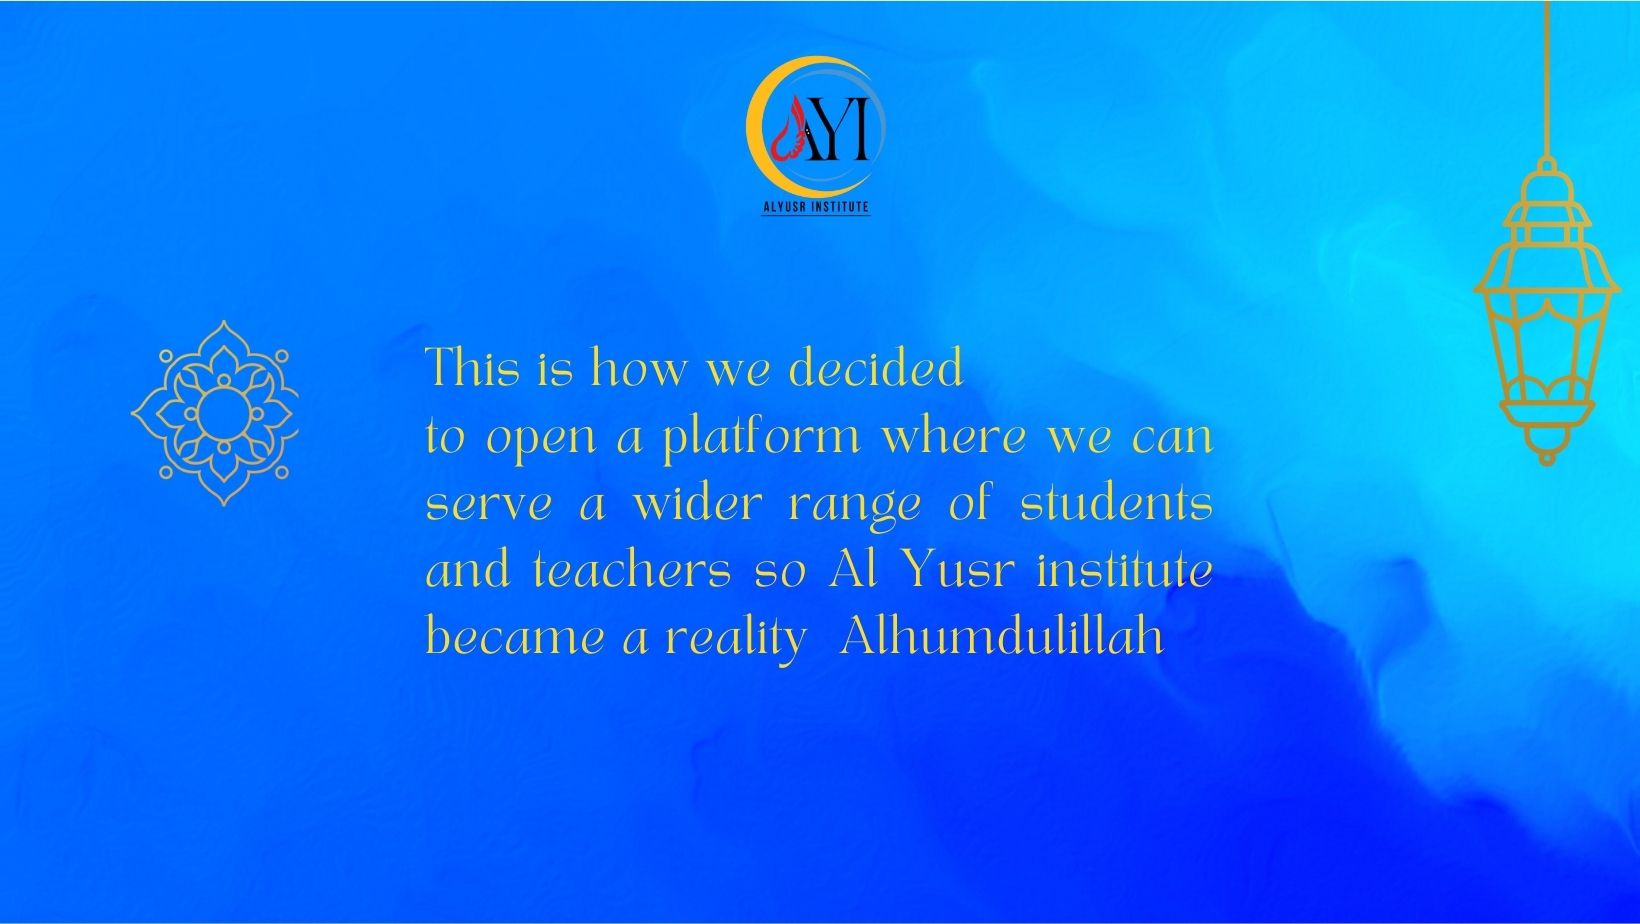 AYI
ALYUSR INSTITUTE
This is how we decided
to open a platform where we can
serve a wider range of students
and teachers so Al Yusr institute
became a reality  Alhumdulillah